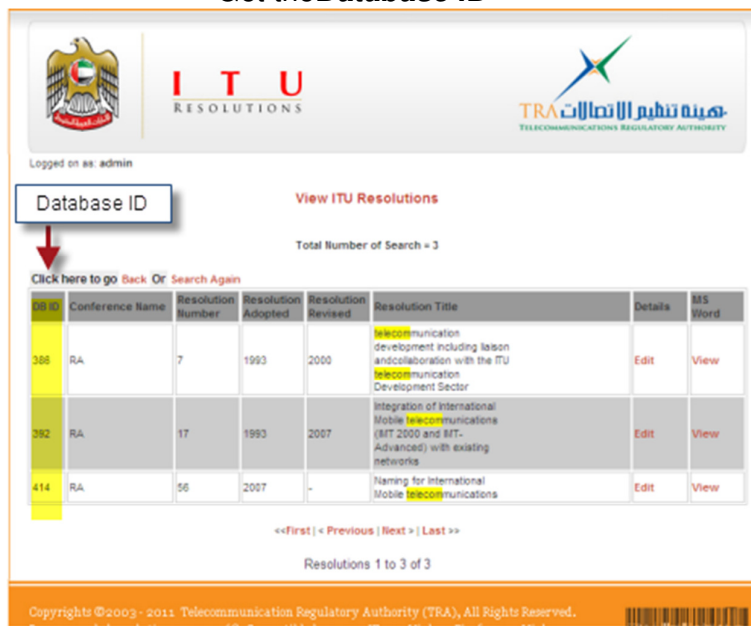 I T U
RESOLUTIONS
TRA هيئة تنظيم الاتصالات
TELECOMMUNICATIONS REGULATORY AUTHORITY
Logged on as: admin
Database ID
View ITU Resolutions
Total Number of Search = 3
Click here to go Back Or Search Again
DB ID Conference Name Resolution Number Resolution Adopted Resolution Revised Resolution Title Details MS Word
386 RA 7 1993 2000 telecommunication
development including liaison
andcollaboration with the ITU
telecommunication
Development Sector Edit View
392 RA 17 1993 2007 Integration of International
Mobile telecommunications
(IMT 2000 and IMT-
Advanced) with existing
networks Edit View
414 RA 56 2007 - Naming for International
Mobile telecommunications Edit View
<<First | < Previous | Next > | Last >>
Resolutions 1 to 3 of 3
Copyrights ©2003- 2011 Telecommunication Regulatory Authority (TRA), All Rights Reserved.